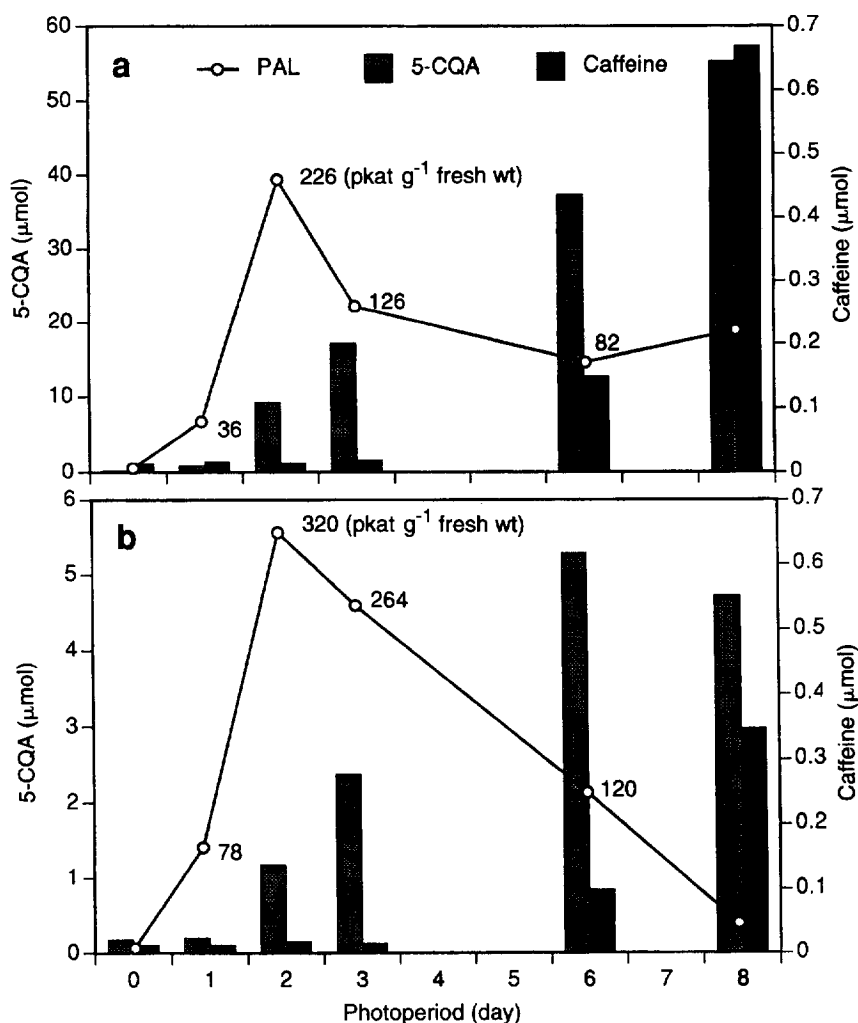 a
PAL
5-CQA
Caffeine
60
50
40
30
20
10
0
5-CQA (μmol)
0.7
0.6
0.5
0.4
0.3
0.2
0.1
0
Caffeine (μmol)
226 (pkat g⁻¹ fresh wt)
126
82
36
b
6
5
4
3
2
1
0
5-CQA (μmol)
0.7
0.6
0.5
0.4
0.3
0.2
0.1
0
Caffeine (μmol)
320 (pkat g⁻¹ fresh wt)
264
120
78
0 1 2 3 4 5 6 7 8
Photoperiod (day)